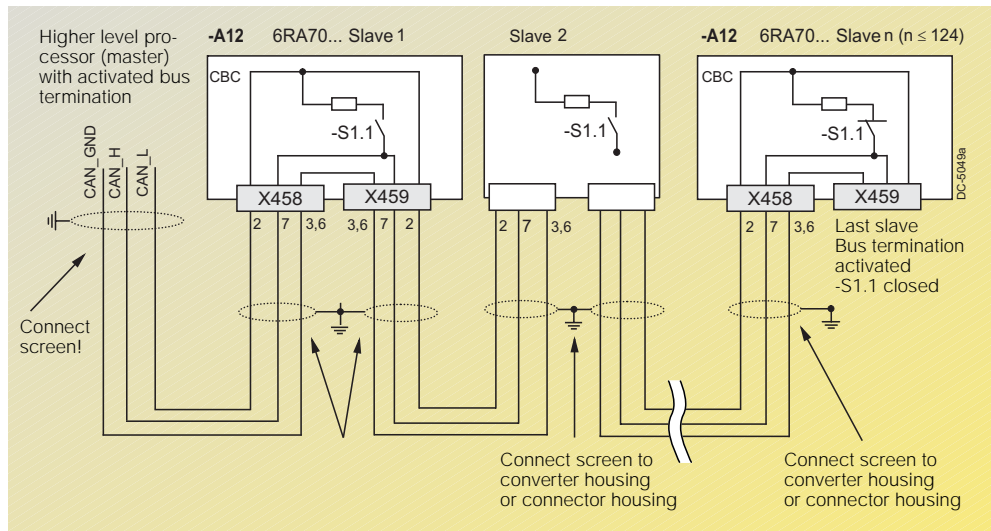 Higher level pro-
cessor (master)
with activated bus
termination
-A12 6RA70... Slave 1
Slave 2
-A12 6RA70... Slave n (n ≤ 124)
CBC
-S1.1
-S1.1
CBC
-S1.1
CAN_GND
CAN_H
CAN_L
X458
X459
X458
X459
DC-5049a
2 7 3,6
3,6 7 2
2 7 3,6
2 7 3,6
Last slave
Bus termination
activated
-S1.1 closed
Connect
screen!
Connect screen to
converter housing
or connector housing
Connect screen to
converter housing
or connector housing